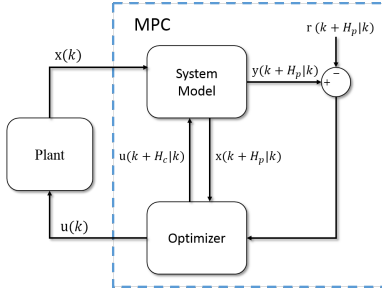 MPC
r (k + H_p|k)
x(k)
System
Model
y(k + H_p|k)
−
+
Plant
u(k + H_c|k)
x(k + H_p|k)
u(k)
Optimizer